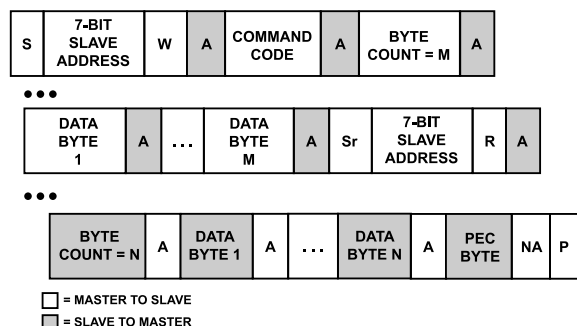 S 7-BIT SLAVE ADDRESS W A COMMAND CODE A BYTE COUNT = M A
•••
DATA BYTE 1 A ... DATA BYTE M A Sr 7-BIT SLAVE ADDRESS R A
•••
BYTE COUNT = N A DATA BYTE 1 A ... DATA BYTE N A PEC BYTE NA P
= MASTER TO SLAVE
= SLAVE TO MASTER